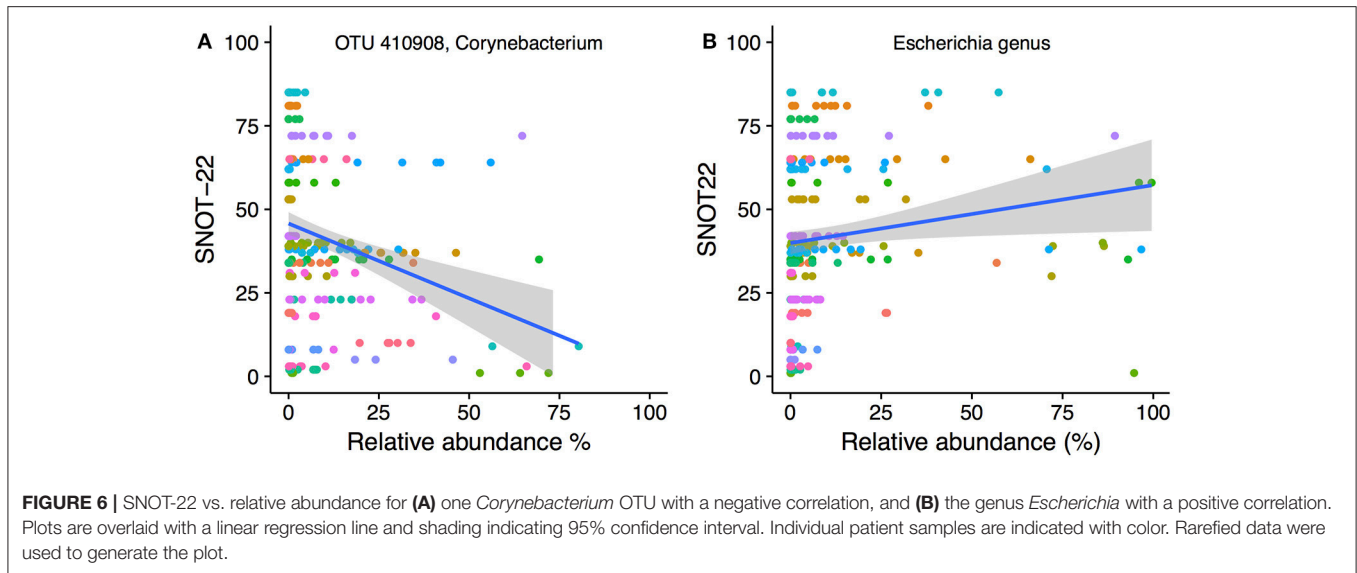 A
OTU 410908, Corynebacterium
100
75
50
25
0
SNOT-22
0 25 50 75 100
Relative abundance %
B
Escherichia genus
100
75
50
25
0
SNOT22
0 25 50 75 100
Relative abundance (%)
FIGURE 6 | SNOT-22 vs. relative abundance for (A) one Corynebacterium OTU with a negative correlation, and (B) the genus Escherichia with a positive correlation.
Plots are overlaid with a linear regression line and shading indicating 95% confidence interval. Individual patient samples are indicated with color. Rarefied data were
used to generate the plot.